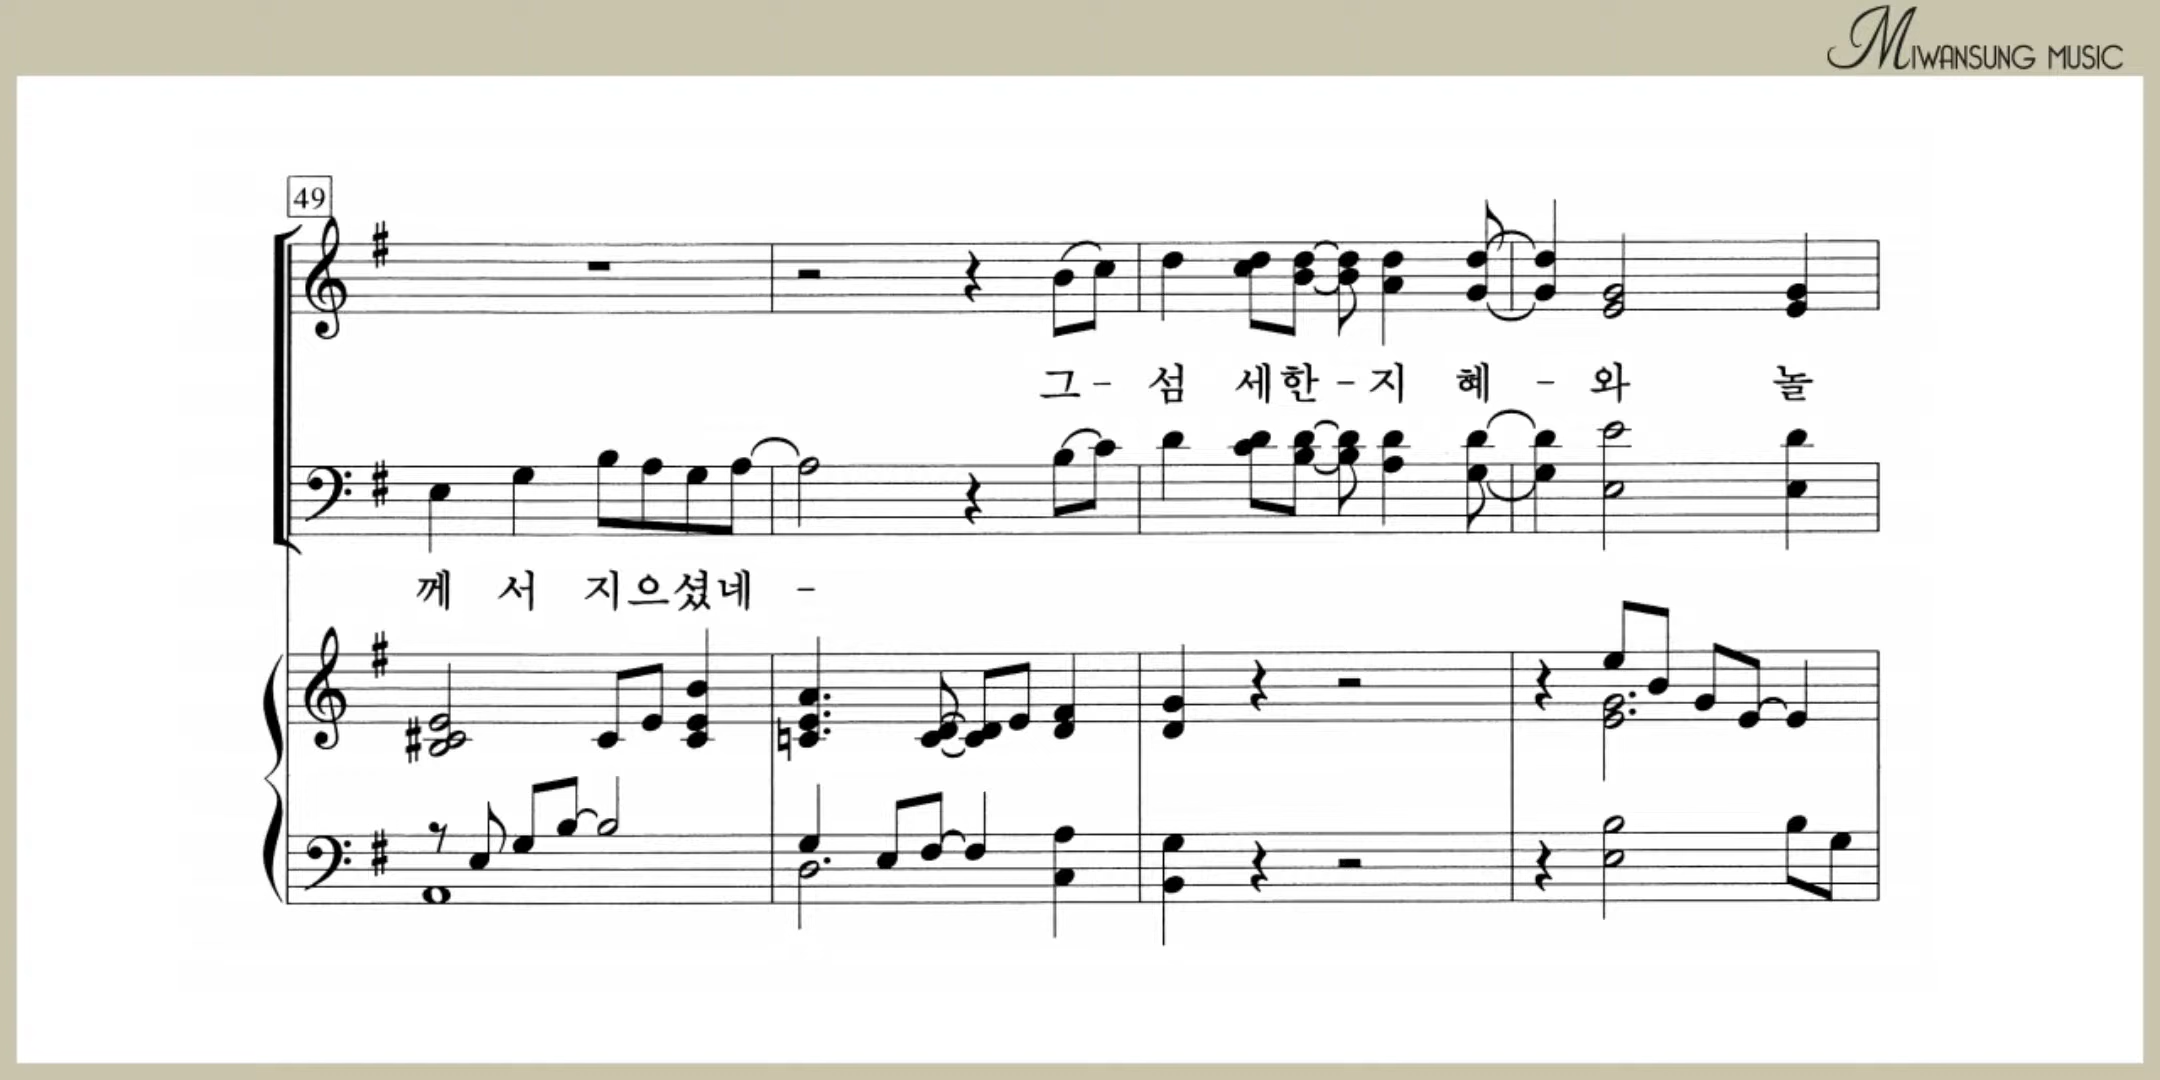 MIWANSUNG MUSIC
49
그- 섬 세한-지 혜 - 와 놀
께 서 지으셨네 -